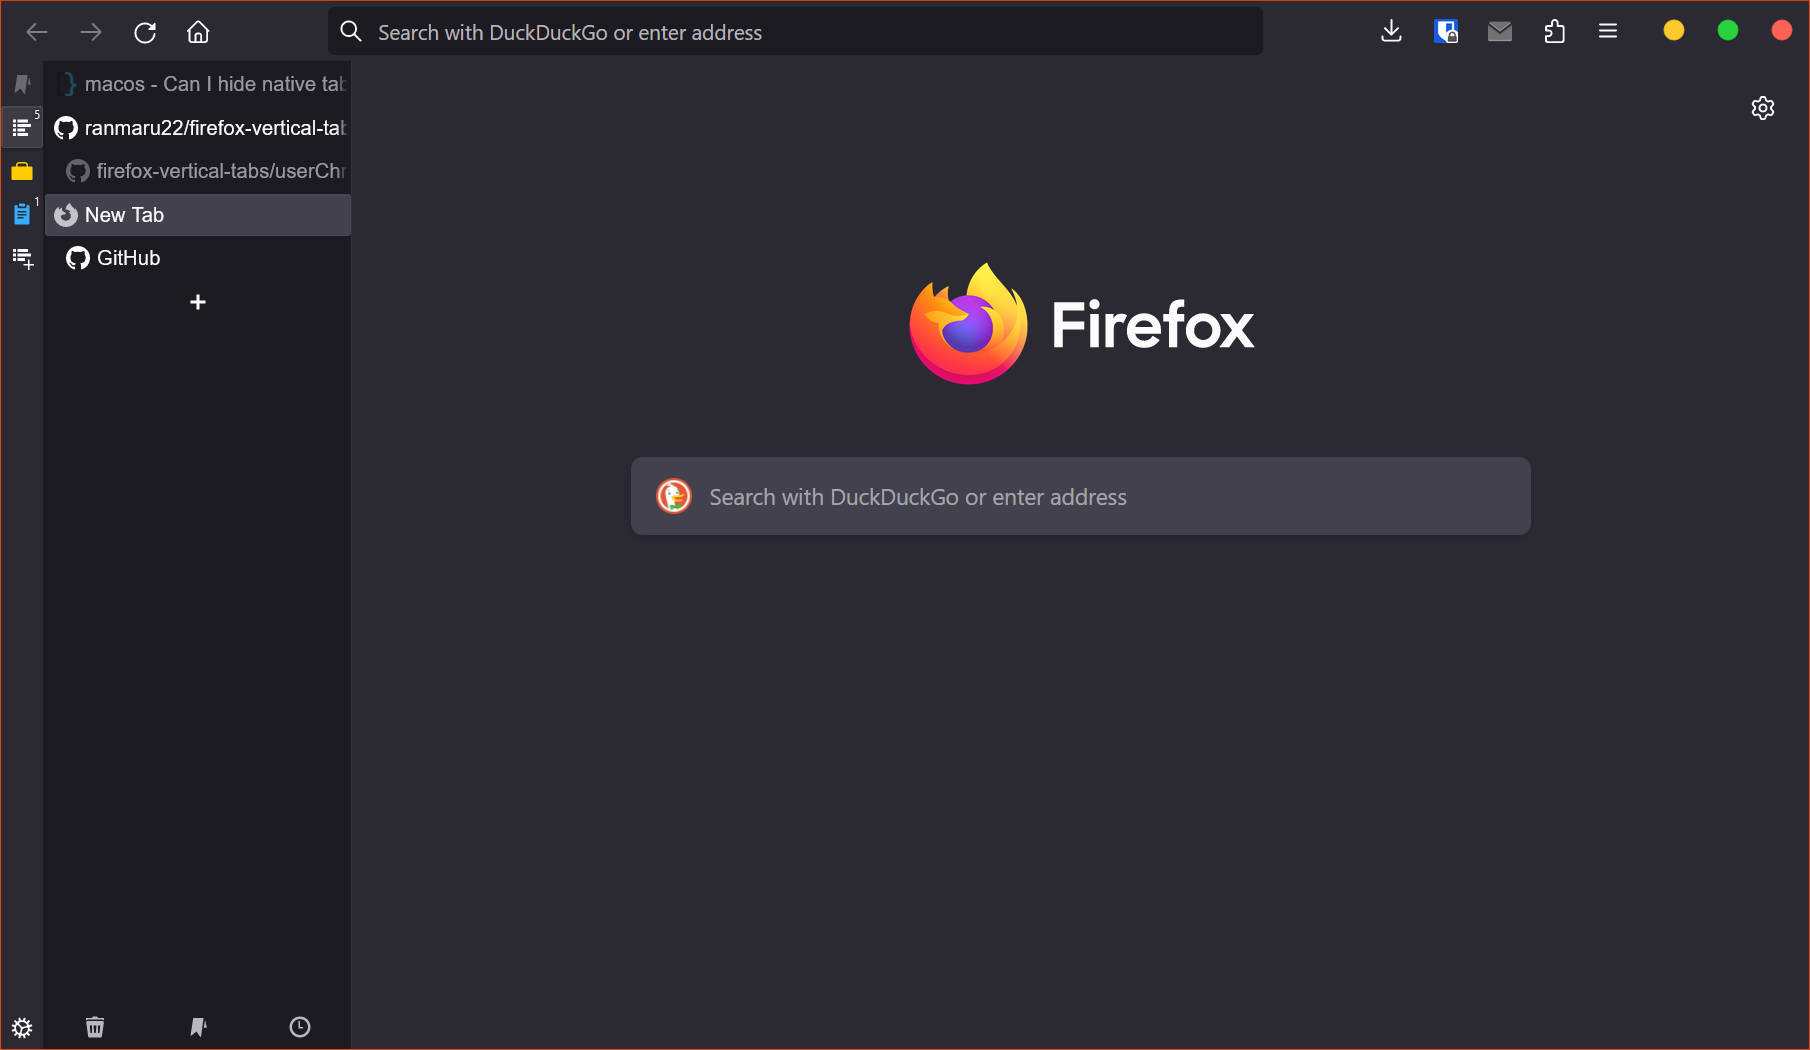 Search with DuckDuckGo or enter address
macos - Can I hide native tab
5
ranmaru22/firefox-vertical-tab
firefox-vertical-tabs/userChr
1
New Tab
GitHub
Firefox
Search with DuckDuckGo or enter address